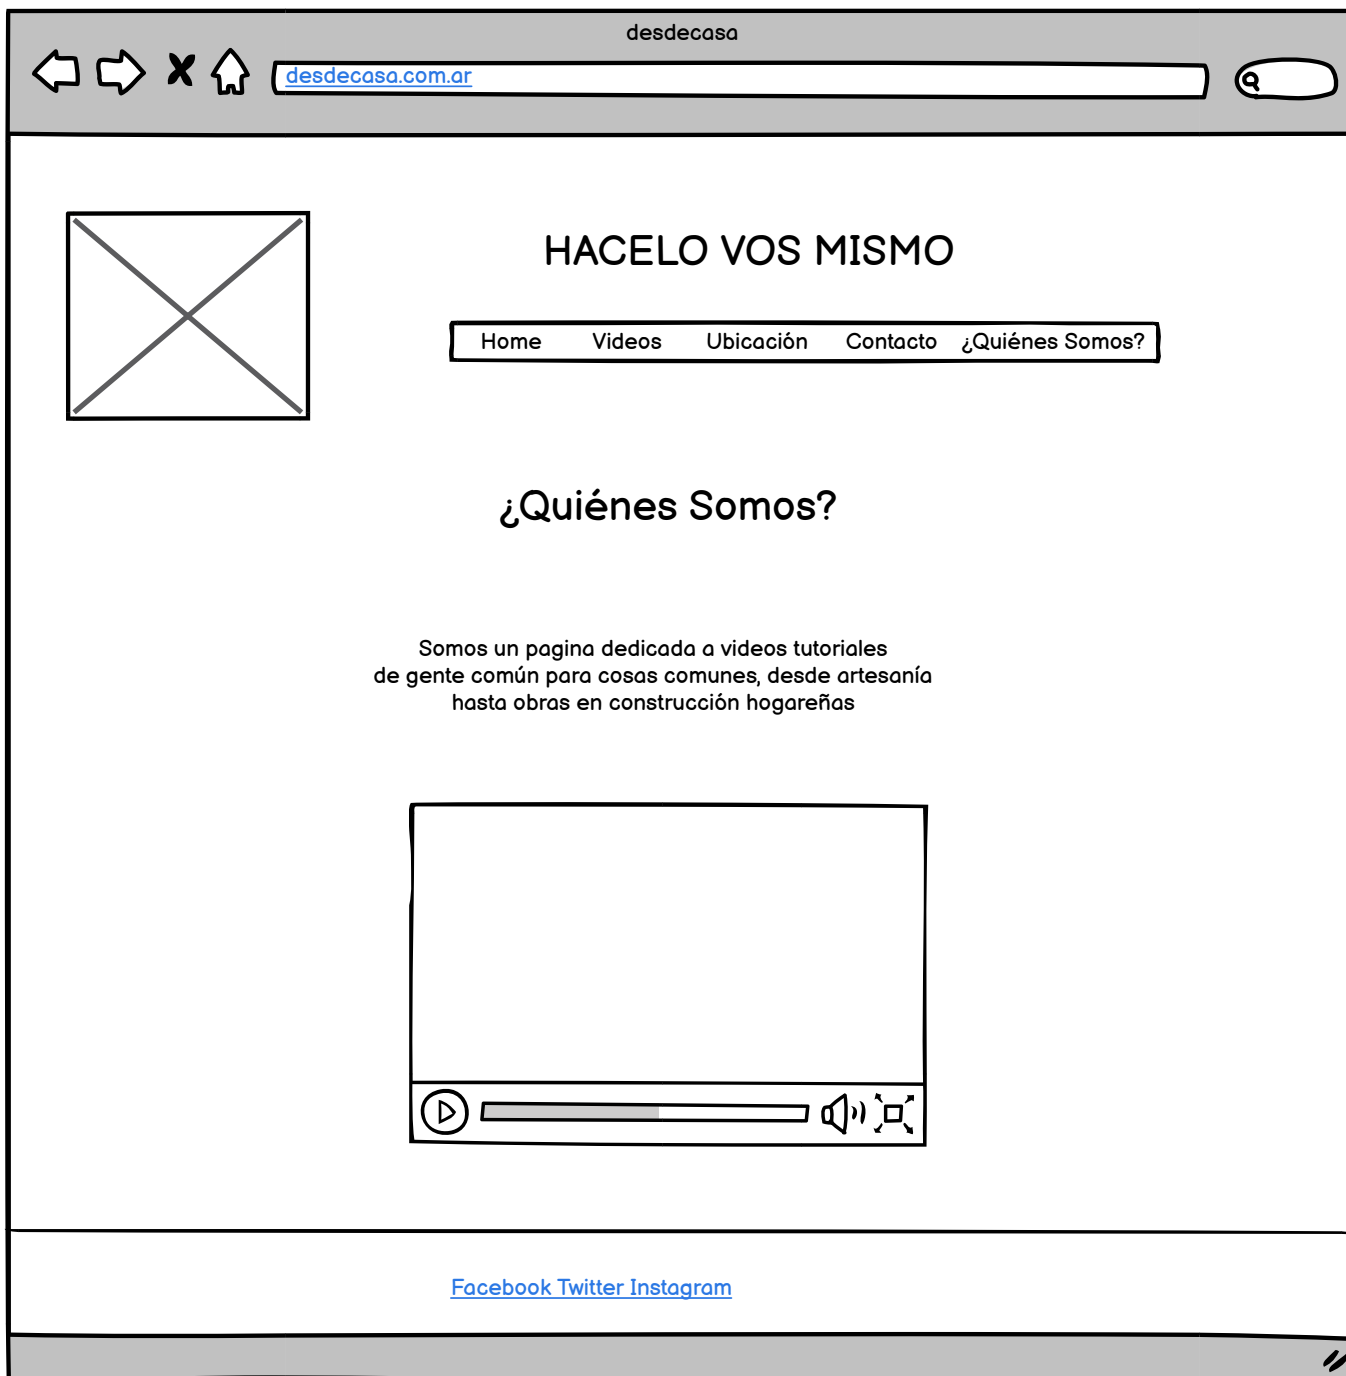 desdecasa
desdecasa.com.ar
HACELO VOS MISMO
Home Videos Ubicación Contacto ¿Quiénes Somos?
¿Quiénes Somos?
Somos un pagina dedicada a videos tutoriales
de gente común para cosas comunes, desde artesanía
hasta obras en construcción hogareñas
Facebook Twitter Instagram